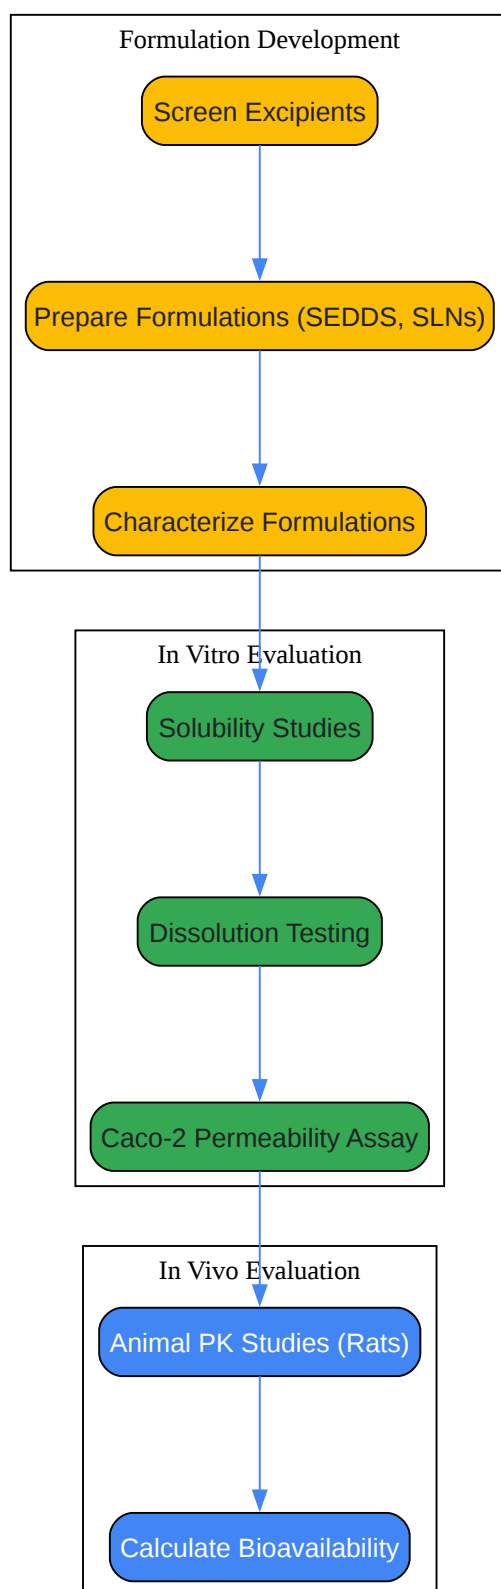 Formulation Development
Screen Excipients
Prepare Formulations (SEDDS, SLNs)
Characterize Formulations
In Vitro Evaluation
Solubility Studies
Dissolution Testing
Caco-2 Permeability Assay
In Vivo Evaluation
Animal PK Studies (Rats)
Calculate Bioavailability